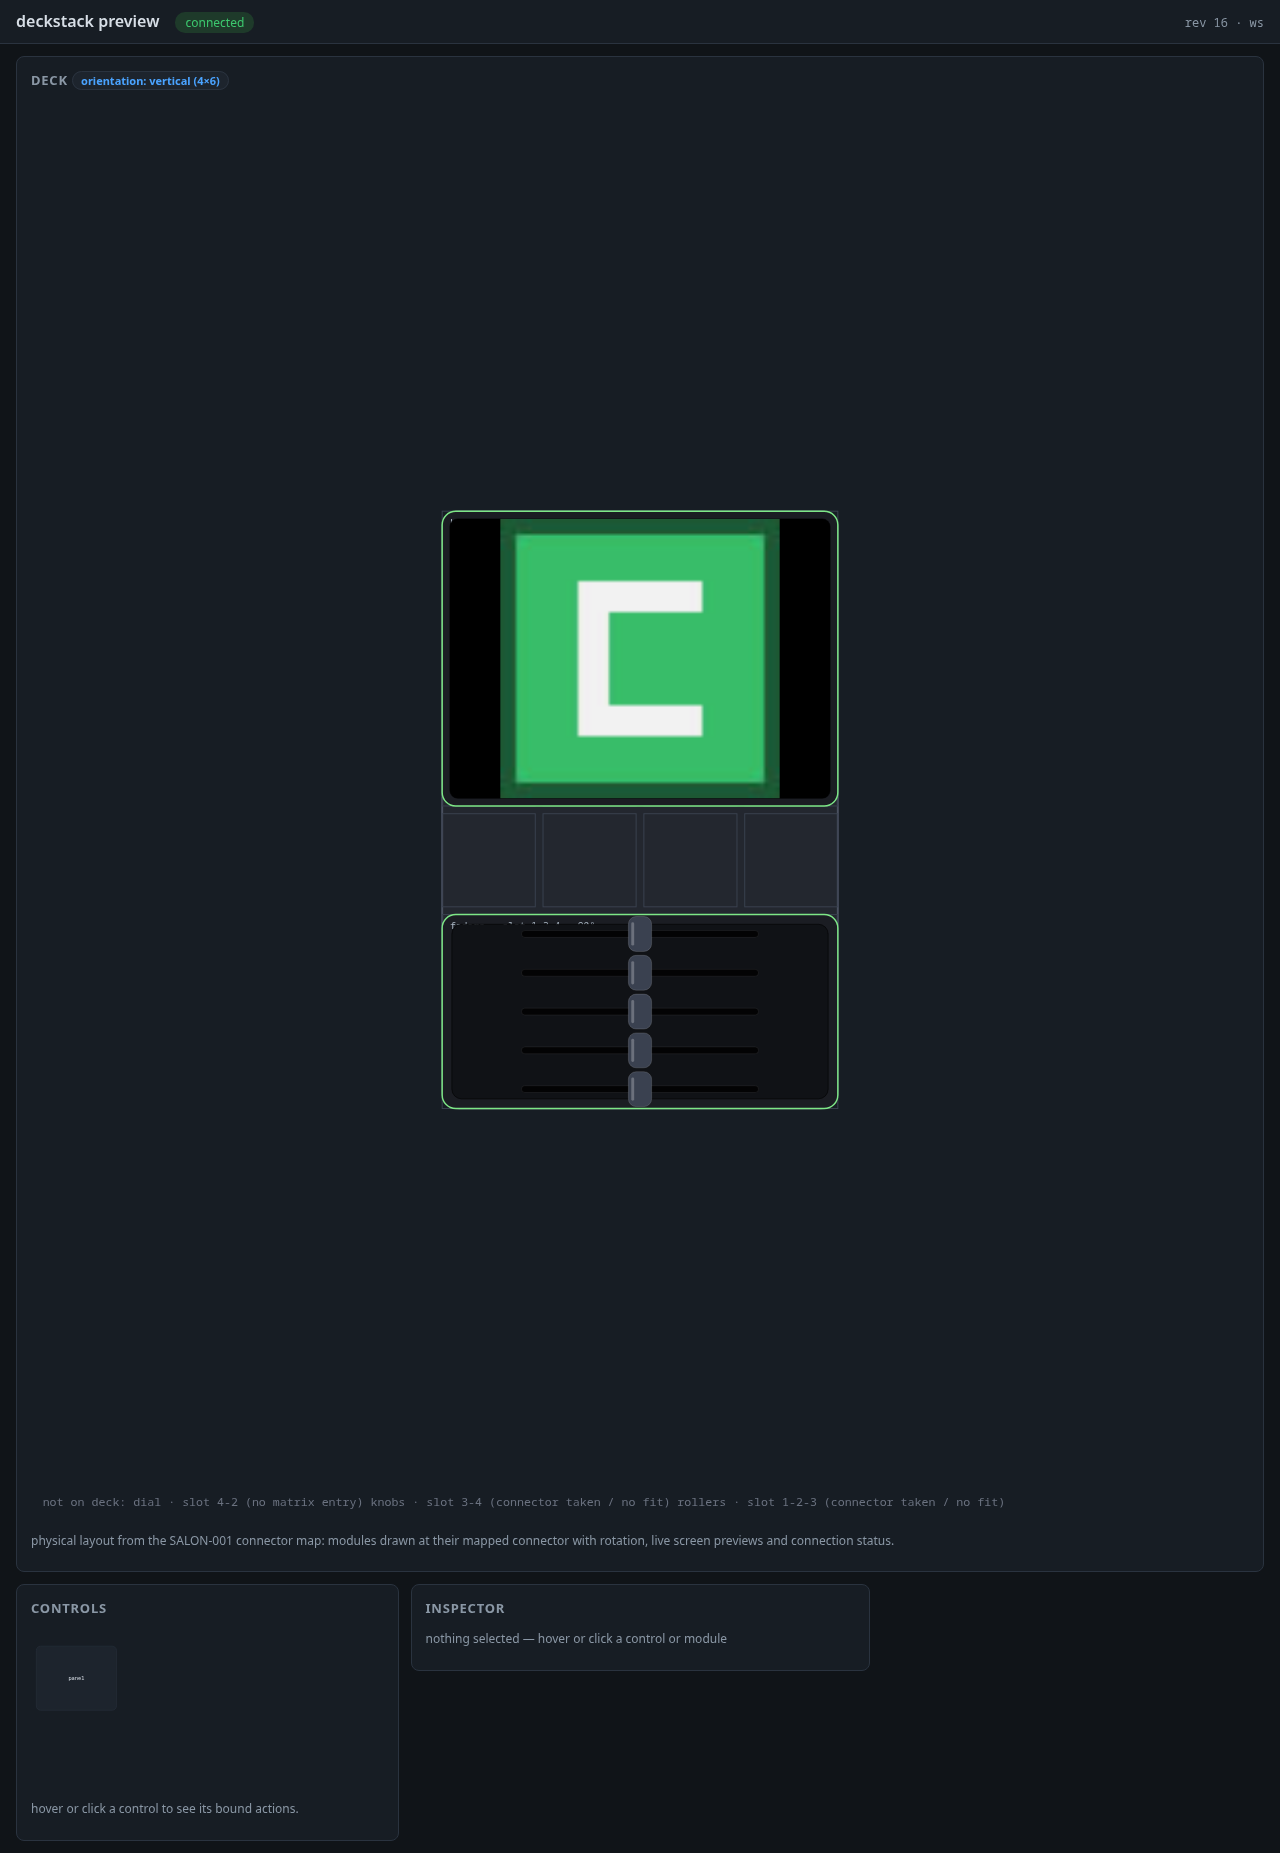 deckstack preview
connected
rev 16 · ws
DECK
orientation: vertical (4×6)
C
not on deck: dial · slot 4-2 (no matrix entry) knobs · slot 3-4 (connector taken / no fit) rollers · slot 1-2-3 (connector taken / no fit)
physical layout from the SALON-001 connector map: modules drawn at their mapped connector with rotation, live screen previews and connection status.
CONTROLS
panel
hover or click a control to see its bound actions.
INSPECTOR
nothing selected — hover or click a control or module